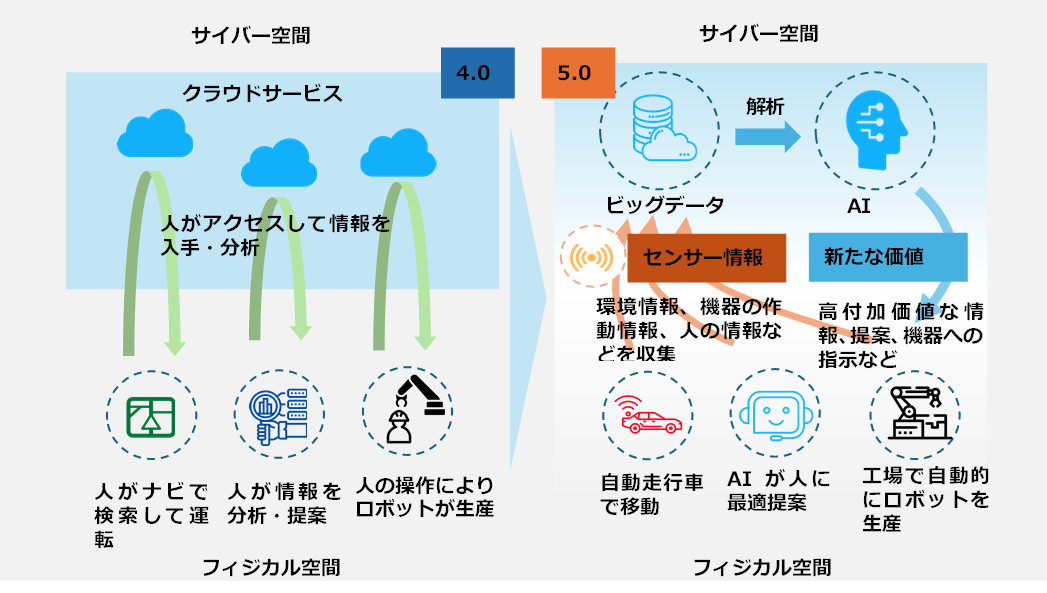 サイバー空間
4.0
クラウドサービス
人がアクセスして情報を
入手・分析
人がナビで
検索して運
転
人が情報を
分析・提案
人の操作により
ロボットが生産
フィジカル空間
サイバー空間
5.0
解析
ビッグデータ
AI
センサー情報
新たな価値
環境情報、機器の作
動情報、人の情報な
どを収集
高付加価値な情
報、提案、機器への
指示など
自動走行車
で移動
AI が人に
最適提案
工場で自動的
にロボットを
生産
フィジカル空間